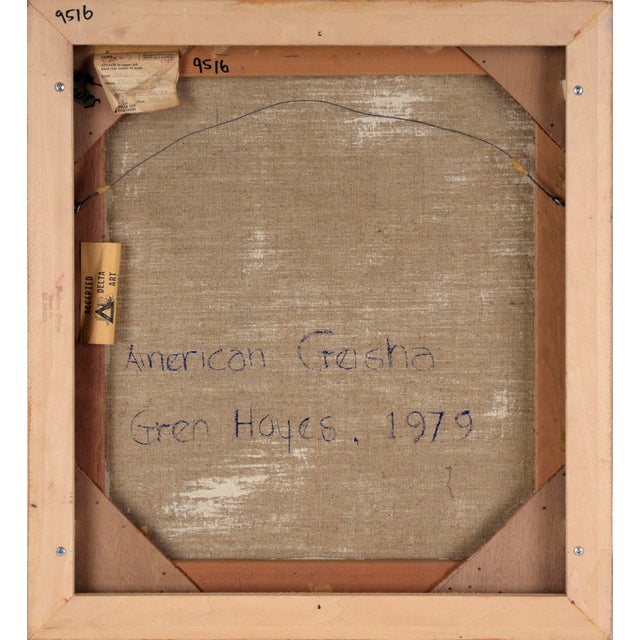 9516
9516
ACCEPTED
DELTA
ART
American Geisha
Gren Hayes. 1979